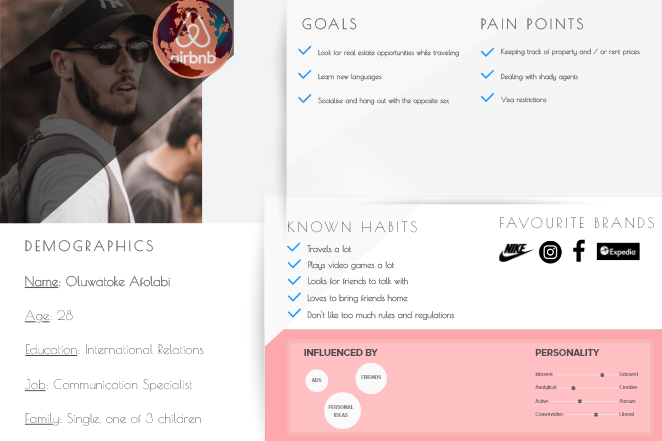 airbnb
DEMOGRAPHICS
Name: Oluwatoke Afolabi
Age: 28
Education: International Relations
Job: Communication Specialist
Family: Single, one of 3 children
GOALS
Look for real estate opportunities while traveling
Learn new languages
Socialise and hang out with the opposite sex
PAIN POINTS
Keeping track of property and / or rent prices
Dealing with shady agents
Visa restrictions
KNOWN HABITS
Travels a lot
Plays video games a lot
Looks for friends to talk with
Loves to bring friends home
Don't like too much rules and regulations
FAVOURITE BRANDS
NIKE
Expedia
INFLUENCED BY
ADS
FRIENDS
PERSONAL
IDEAS
PERSONALITY
Introvert Extrovert
Analytical Creative
Active Passive
Conservative Liberal